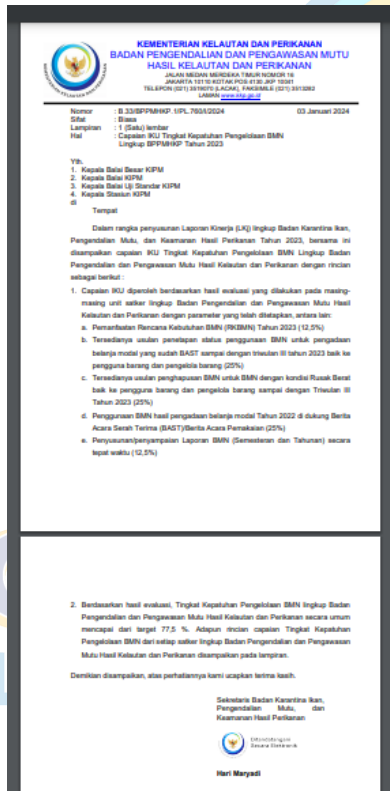 KEMENTERIAN KELAUTAN DAN PERIKANAN
BADAN PENGENDALIAN DAN PENGAWASAN MUTU
HASIL KELAUTAN DAN PERIKANAN
JALAN MEDAN MERDEKA TIMUR NOMOR 16
JAKARTA 10110 KOTAK POS 4130 JKP 10041
TELEPON (021) 3519070 (LACAK), FAKSIMILE (021) 3513282
LAMAN www.kkp.go.id
Nomor : B.33/BPPMHKP.1/PL.760/I/2024 03 Januari 2024
Sifat : Biasa
Lampiran : 1 (Satu) lembar
Hal : Capaian IKU Tingkat Kepatuhan Pengelolaan BMN
Lingkup BPPMHKP Tahun 2023
Yth.
1. Kepala Balai Besar KIPM
2. Kepala Balai KIPM
3. Kepala Balai Uji Standar KIPM
4. Kepala Stasiun KIPM
di
Tempat
Dalam rangka penyusunan Laporan Kinerja (LKj) lingkup Badan Karantina Ikan,
Pengendalian Mutu, dan Keamanan Hasil Perikanan Tahun 2023, bersama ini
disampaikan capaian IKU Tingkat Kepatuhan Pengelolaan BMN Lingkup Badan
Pengendalian dan Pengawasan Mutu Hasil Kelautan dan Perikanan dengan rincian
sebagai berikut :
1. Capaian IKU diperoleh berdasarkan hasil evaluasi yang dilakukan pada masing-
masing unit satker lingkup Badan Pengendalian dan Pengawasan Mutu Hasil
Kelautan dan Perikanan dengan parameter yang telah ditetapkan, antara lain:
a. Pemanfaatan Rencana Kebutuhan BMN (RKBMN) Tahun 2023 (12,5%)
b. Tersedianya usulan penetapan status penggunaan BMN untuk pengadaan
belanja modal yang sudah BAST sampai dengan triwulan III tahun 2023 baik ke
pengguna barang dan pengelola barang (25%)
c. Tersedianya usulan penghapusan BMN untuk BMN dengan kondisi Rusak Berat
baik ke pengguna barang dan pengelola barang sampai dengan Triwulan III
Tahun 2023 (25%)
d. Penggunaan BMN hasil pengadaan belanja modal Tahun 2022 di dukung Berita
Acara Serah Terima (BAST)/Berita Acara Pemakaian (25%)
e. Penyusunan/penyampaian Laporan BMN (Semesteran dan Tahunan) secara
tepat waktu (12,5%)
2. Berdasarkan hasil evaluasi, Tingkat Kepatuhan Pengelolaan BMN lingkup Badan
Pengendalian dan Pengawasan Mutu Hasil Kelautan dan Perikanan secara umum
mencapai dari target 77,5 %. Adapun rincian capaian Tingkat Kepatuhan
Pengelolaan BMN dari setiap satker lingkup Badan Pengendalian dan Pengawasan
Mutu Hasil Kelautan dan Perikanan disampaikan pada lampiran.
Demikian disampaikan, atas perhatiannya kami ucapkan terima kasih.
Sekretaris Badan Karantina Ikan,
Pengendalian Mutu, dan
Keamanan Hasil Perikanan
Ditandatangani
Secara Elektronik
Hari Maryadi